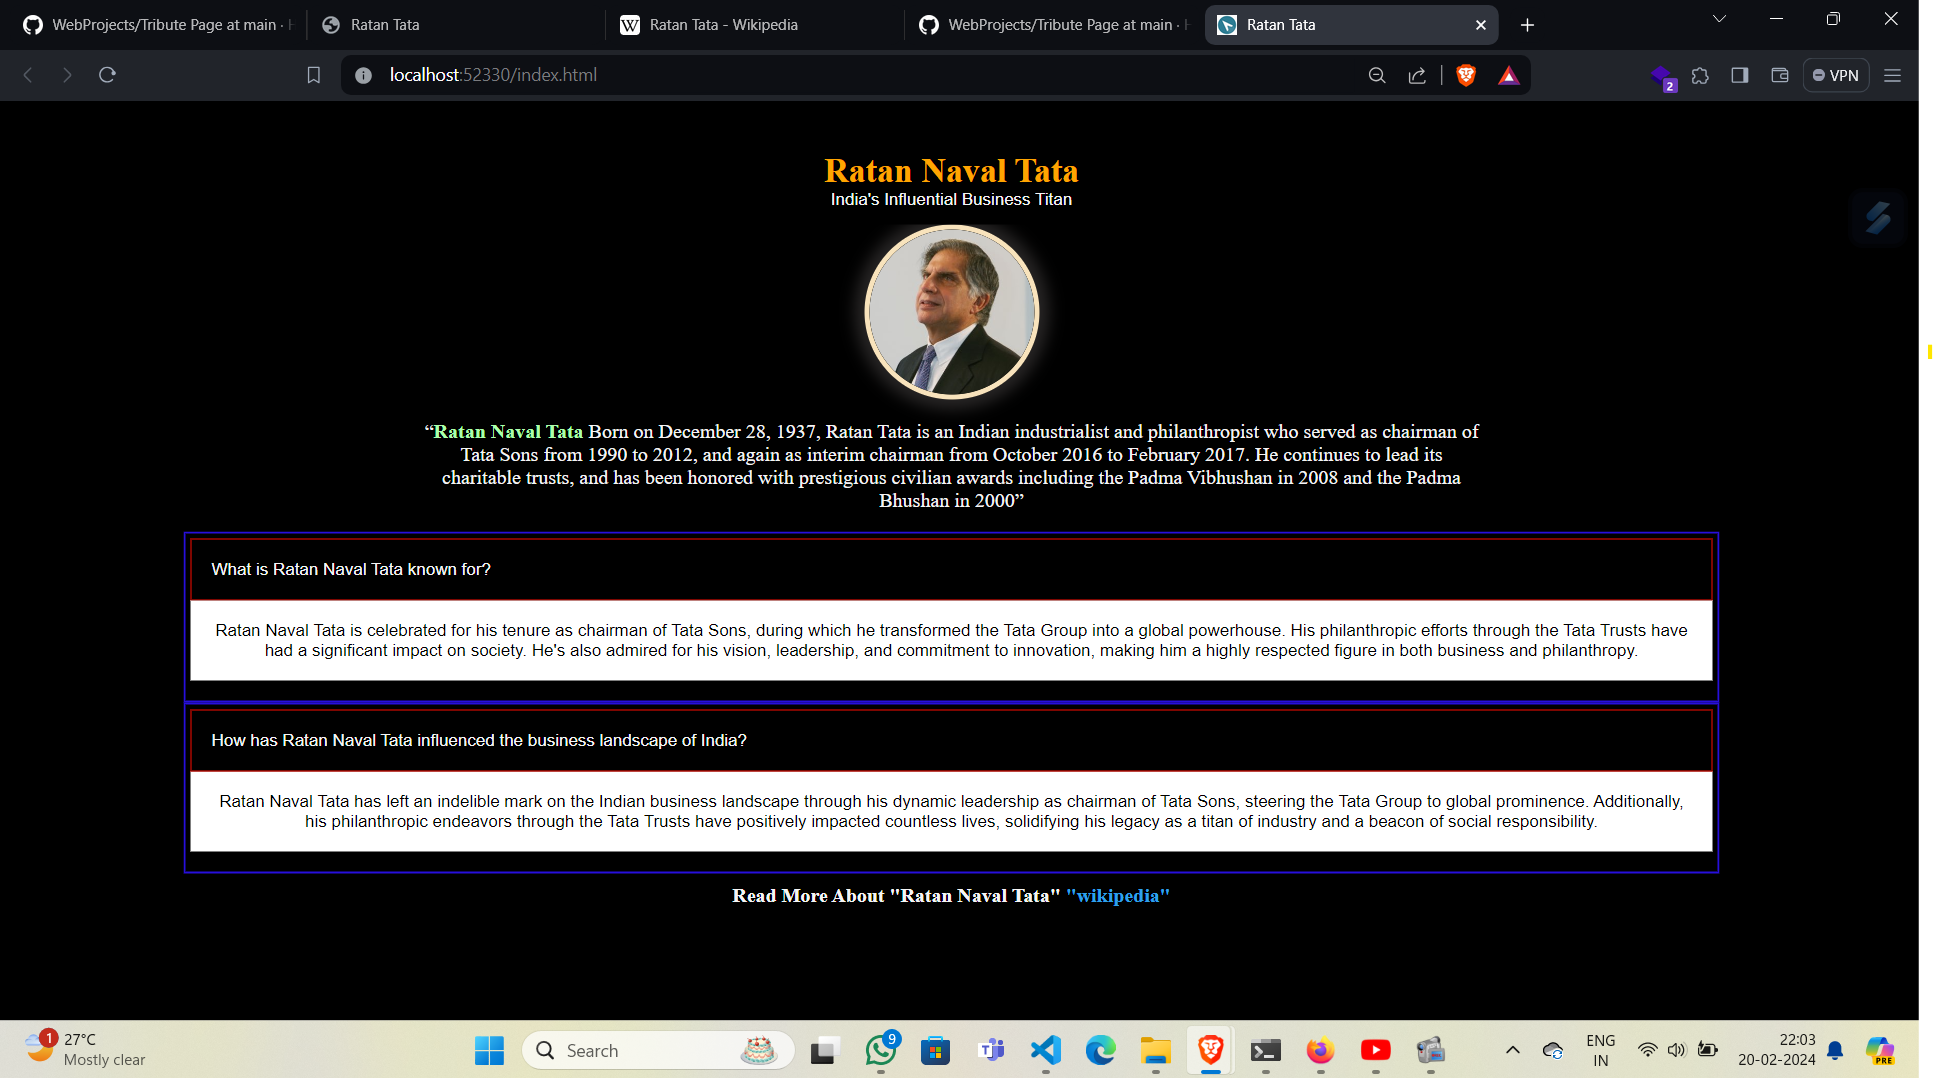 WebProjects/Tribute Page at main ·
Ratan Tata
Ratan Tata - Wikipedia
WebProjects/Tribute Page at main ·
Ratan Tata
localhost:52330/index.html
2
VPN
Ratan Naval Tata
India's Influential Business Titan
“Ratan Naval Tata Born on December 28, 1937, Ratan Tata is an Indian industrialist and philanthropist who served as chairman of
Tata Sons from 1990 to 2012, and again as interim chairman from October 2016 to February 2017. He continues to lead its
charitable trusts, and has been honored with prestigious civilian awards including the Padma Vibhushan in 2008 and the Padma
Bhushan in 2000”
What is Ratan Naval Tata known for?
Ratan Naval Tata is celebrated for his tenure as chairman of Tata Sons, during which he transformed the Tata Group into a global powerhouse. His philanthropic efforts through the Tata Trusts have
had a significant impact on society. He's also admired for his vision, leadership, and commitment to innovation, making him a highly respected figure in both business and philanthropy.
How has Ratan Naval Tata influenced the business landscape of India?
Ratan Naval Tata has left an indelible mark on the Indian business landscape through his dynamic leadership as chairman of Tata Sons, steering the Tata Group to global prominence. Additionally,
his philanthropic endeavors through the Tata Trusts have positively impacted countless lives, solidifying his legacy as a titan of industry and a beacon of social responsibility.
Read More About "Ratan Naval Tata" "wikipedia"
1
27°C
Mostly clear
Search
9
ENG
IN
22:03
20-02-2024
PRE